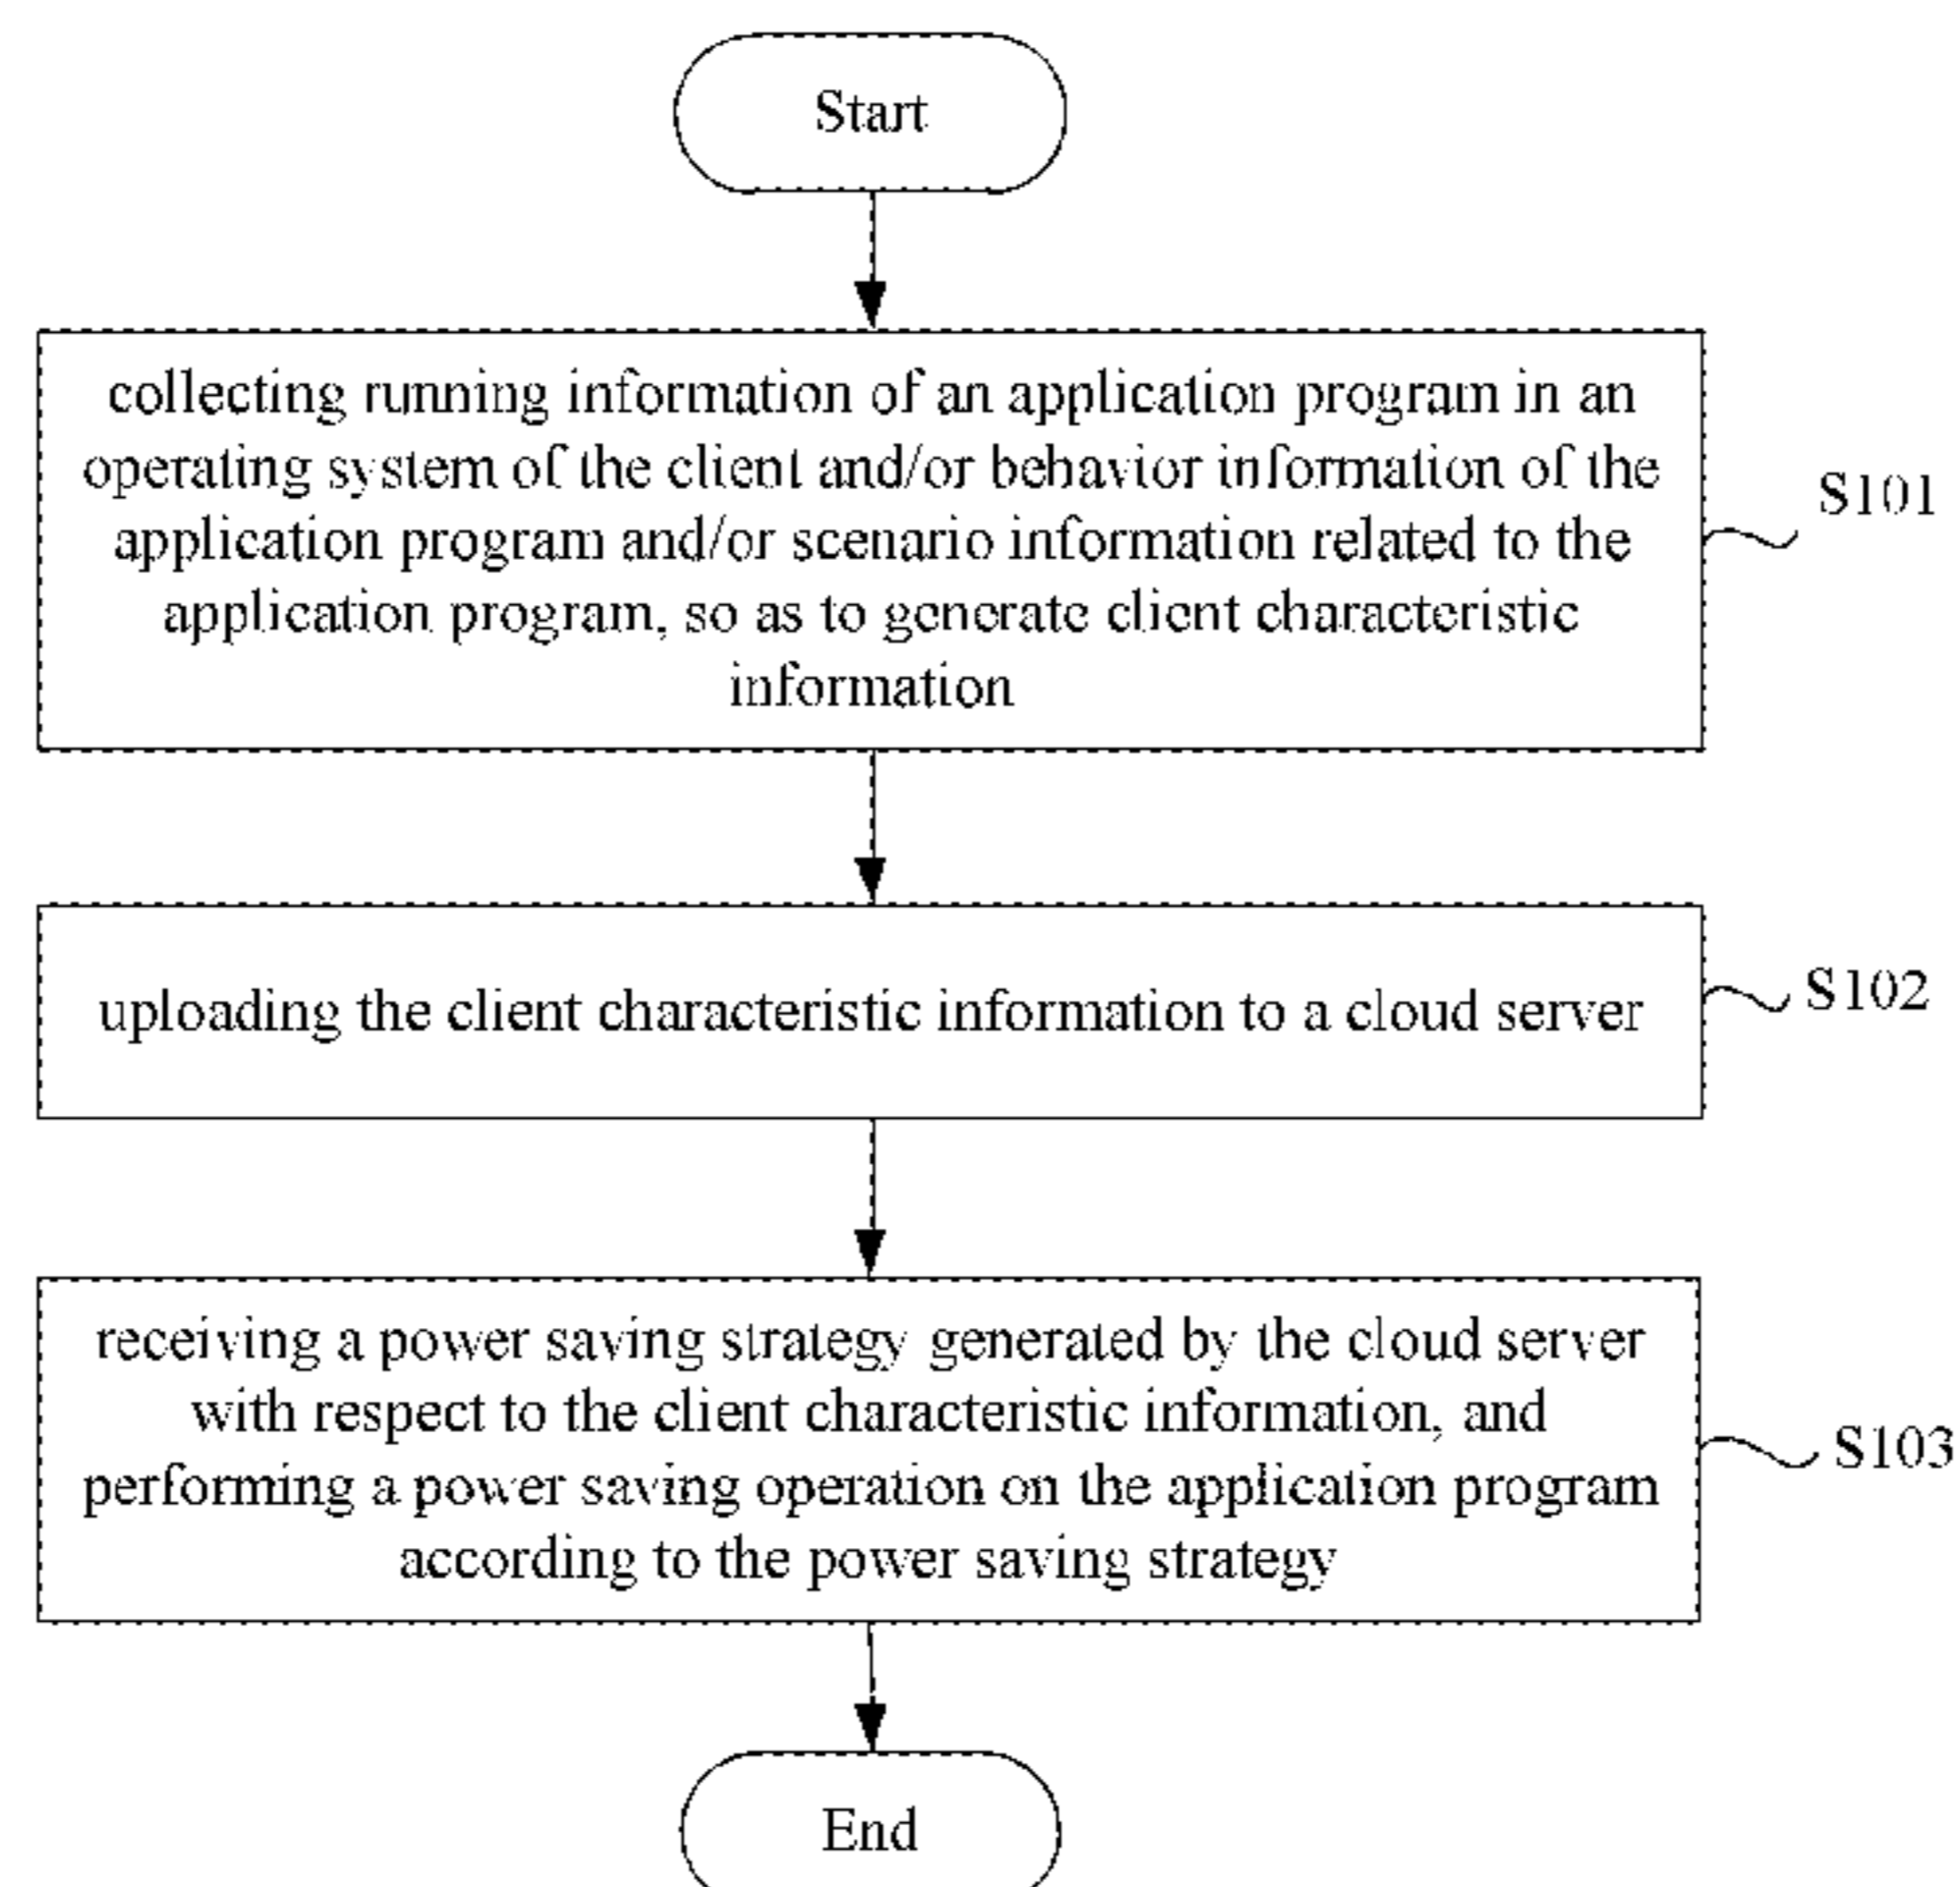 Start
collecting running information of an application program in an
operating system of the client and/or behavior information of the
application program and/or scenario information related to the
application program, so as to generate client characteristic
information
S101
uploading the client characteristic information to a cloud server
S102
receiving a power saving strategy generated by the cloud server
with respect to the client characteristic information, and
performing a power saving operation on the application program
according to the power saving strategy
S103
End